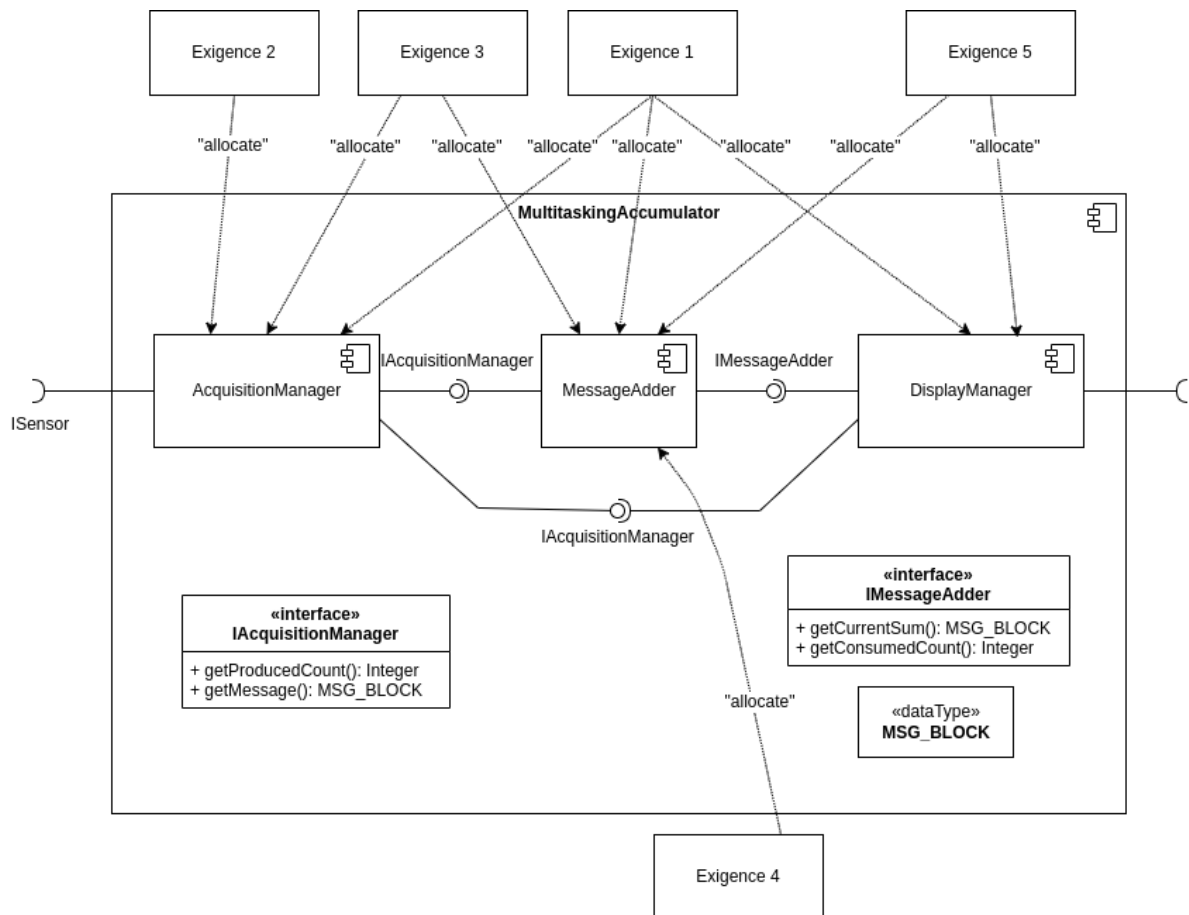 Exigence 2
Exigence 3
Exigence 1
Exigence 5
"allocate"
"allocate"
"allocate"
"allocate"
"allocate"
"allocate"
"allocate"
"allocate"
MultitaskingAccumulator
IAcquisitionManager
IMessageAdder
AcquisitionManager
MessageAdder
DisplayManager
ISensor
IAcquisitionManager
«interface»
IAcquisitionManager
+ getProducedCount(): Integer
+ getMessage(): MSG_BLOCK
«interface»
IMessageAdder
+ getCurrentSum(): MSG_BLOCK
+ getConsumedCount(): Integer
"allocate"
«dataType»
MSG_BLOCK
Exigence 4